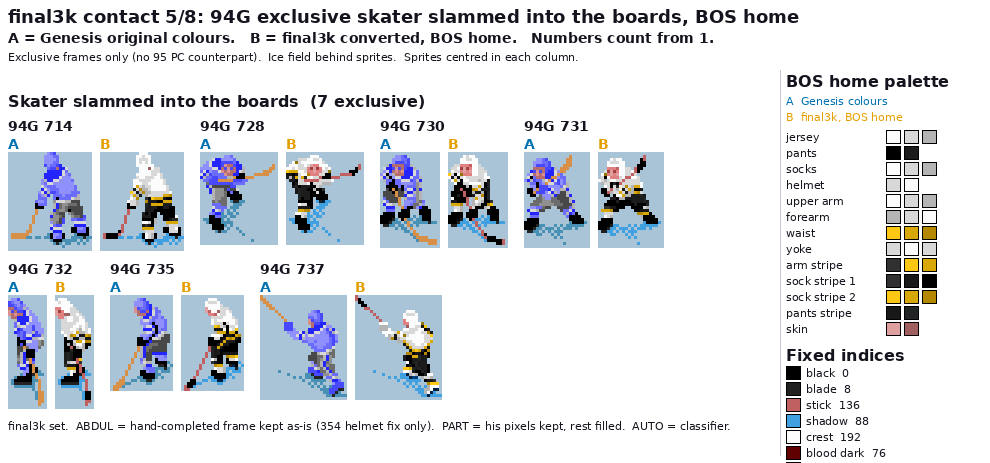 final3k contact 5/8: 94G exclusive skater slammed into the boards, BOS home
A = Genesis original colours.   B = final3k converted, BOS home.   Numbers count from 1.
Exclusive frames only (no 95 PC counterpart).  Ice field behind sprites.  Sprites centred in each column.
Skater slammed into the boards  (7 exclusive)
94G 714
A B
94G 728
A B
94G 730
A B
94G 731
A B
94G 732
A B
94G 735
A B
94G 737
A B
final3k set.  ABDUL = hand-completed frame kept as-is (354 helmet fix only).  PART = his pixels kept, rest filled.  AUTO = classifier.
BOS home palette
A  Genesis colours
B  final3k, BOS home
jersey
pants
socks
helmet
upper arm
forearm
waist
yoke
arm stripe
sock stripe 1
sock stripe 2
pants stripe
skin
Fixed indices
black  0
blade  8
stick  136
shadow  88
crest  192
blood dark  76